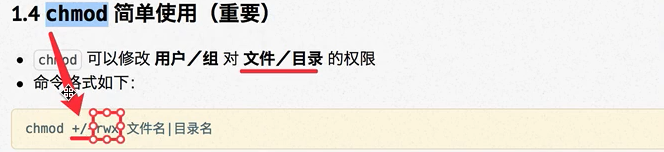 1.4 chmod 简单使用（重要）
chmod 可以修改 用户／组 对 文件／目录 的权限
命令格式如下：
chmod +/-rwx 文件名|目录名